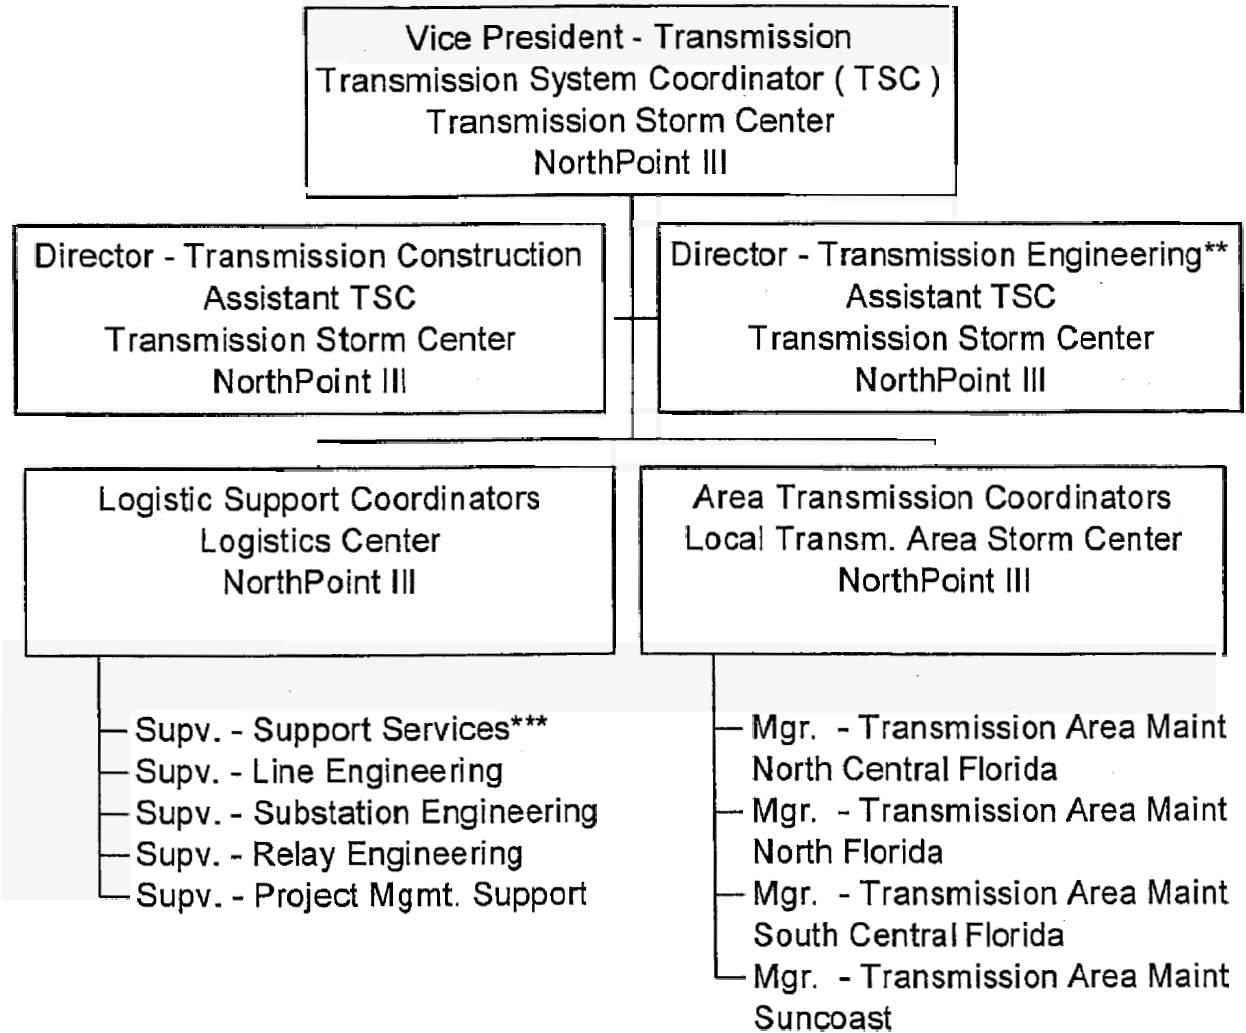 Vice President - Transmission
Transmission System Coordinator ( TSC )
Transmission Storm Center
NorthPoint III
Director - Transmission Construction
Assistant TSC
Transmission Storm Center
NorthPoint III
Director - Transmission Engineering**
Assistant TSC
Transmission Storm Center
NorthPoint III
Logistic Support Coordinators
Logistics Center
NorthPoint III
Supv. - Support Services***
Supv. - Line Engineering
Supv. - Substation Engineering
Supv. - Relay Engineering
Supv. - Project Mgmt. Support
Area Transmission Coordinators
Local Transm. Area Storm Center
NorthPoint III
Mgr. - Transmission Area Maint
North Central Florida
Mgr. - Transmission Area Maint
North Florida
Mgr. - Transmission Area Maint
South Central Florida
Mgr. - Transmission Area Maint
Suncoast